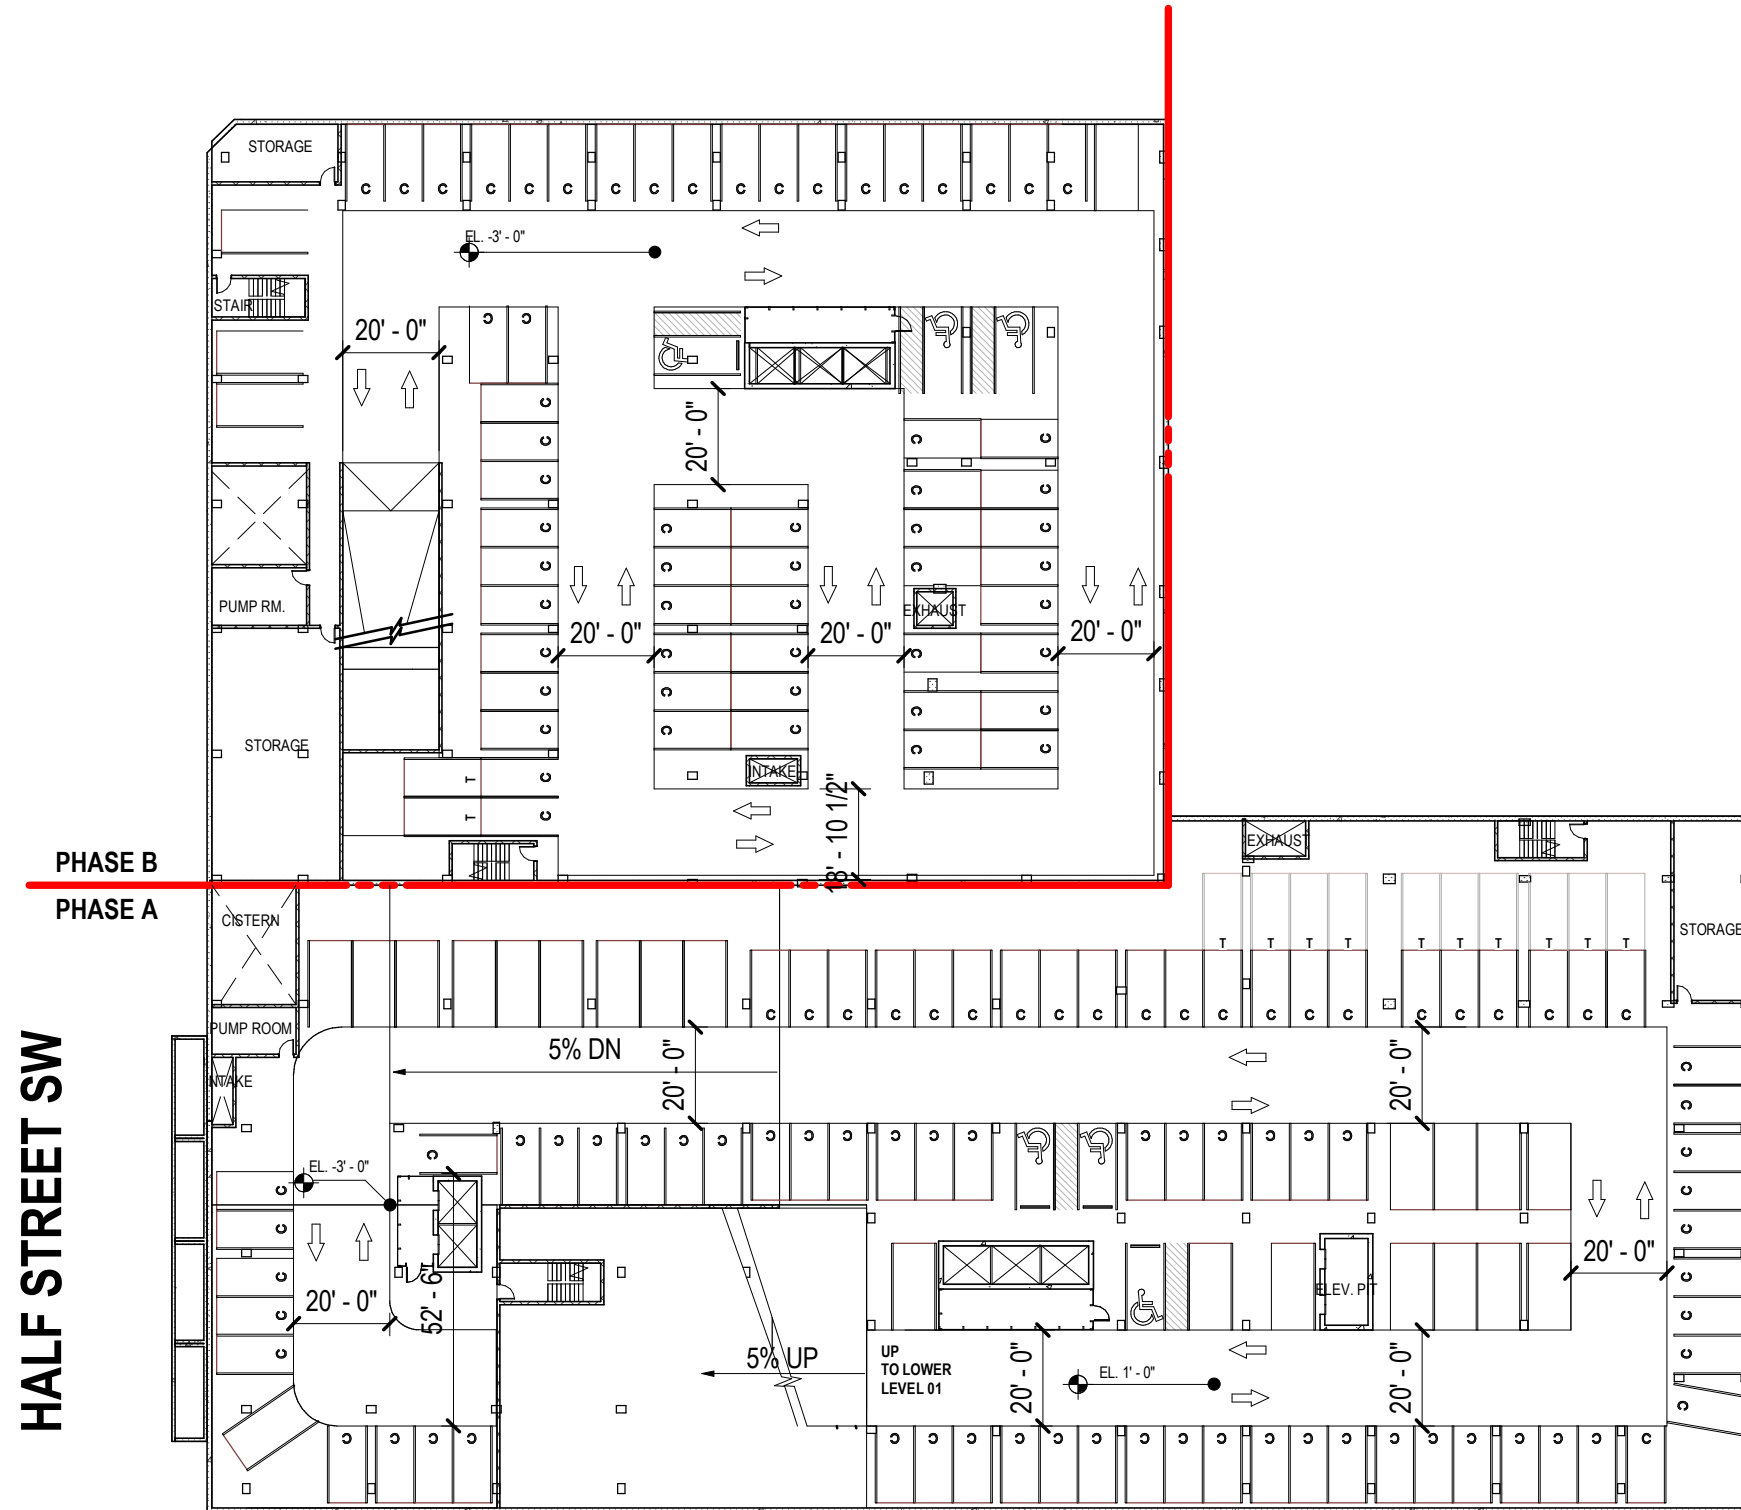 STORAGE
C C C C C C C C C C C C C C C C C C C
EL. -3' - 0"
STAIR
20' - 0"
C C
C
C
C
C
C
C
C
C
C
20' - 0"
C C
C C
C C
C C
PUMP RM.
EXHAUST
20' - 0"
20' - 0"
20' - 0"
C C
C C
C C
STORAGE
INTAKE
T C
T C
18' - 10 1/2"
PHASE B
PHASE A
EXHAUST
CISTERN
STORAGE
T T T T T T T T T T
C C C C C C C C C C C C C C C C C C C C C C
PUMP ROOM
5% DN
20' - 0"
20' - 0"
INTAKE
HALF STREET SW
C C C C C C C C C C C C C C C C C C
C
EL. -3' - 0"
C
C
C
C
C
20' - 0"
52' - 6"
20' - 0"
ELEV. PIT
5% UP
UP
TO LOWER
LEVEL 01
20' - 0"
EL. 1' - 0"
20' - 0"
C C C C C C C C C C C C C C C C C C C C C C C